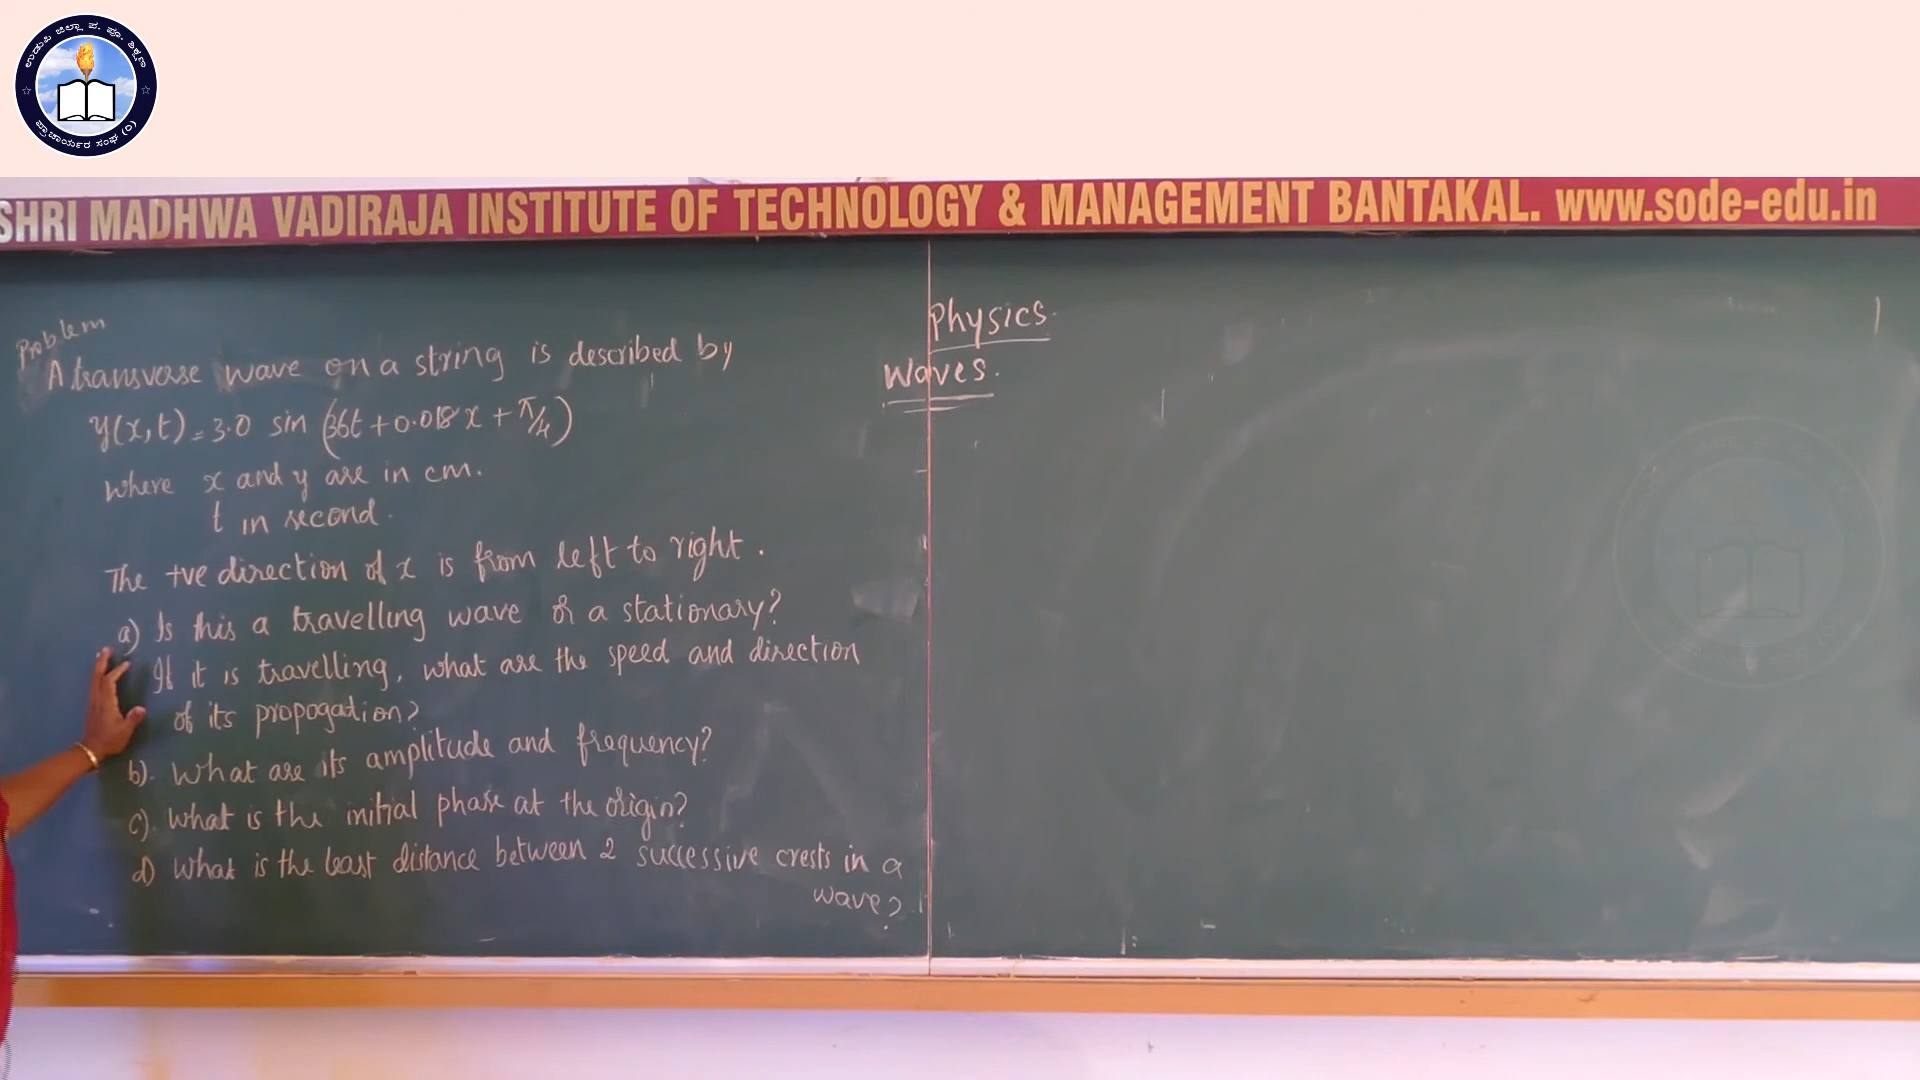 ಉಡುಪಿ ಜಿಲ್ಲಾ ಪ. ಪೂ. ಶಿಕ್ಷಣ
ಪ್ರಾಚಾರ್ಯರ ಸಂಘ (ರಿ)
SHRI MADHWA VADIRAJA INSTITUTE OF TECHNOLOGY & MANAGEMENT BANTAKAL. www.sode-edu.in
Physics.
Waves.
Problem
A transverse wave on a string is described by
y(x,t) = 3.0 sin (36t + 0.018 x + π/4)
where x and y are in cm.
t in second.
The +ve direction of x is from left to right.
a) Is this a travelling wave or a stationary?
If it is travelling, what are the speed and direction
of its propogation?
b). What are its amplitude and frequency?
c). What is the initial phase at the origin?
d) What is the least distance between 2 successive crests in a
wave?